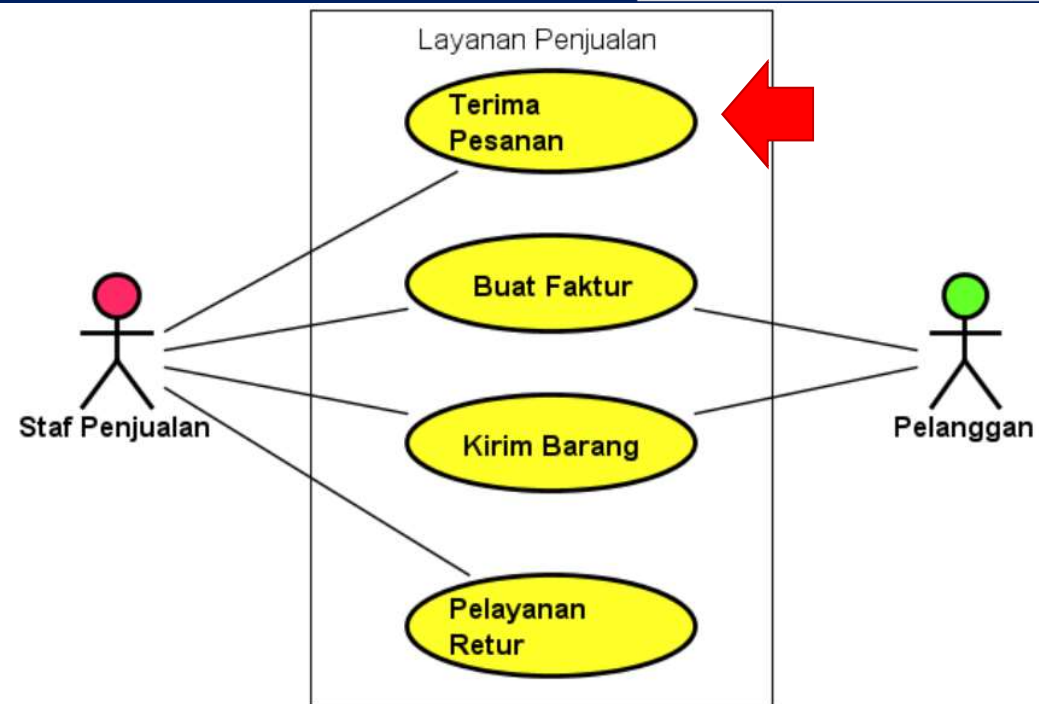 Layanan Penjualan
Terima
Pesanan
Buat Faktur
Staf Penjualan
Pelanggan
Kirim Barang
Pelayanan
Retur